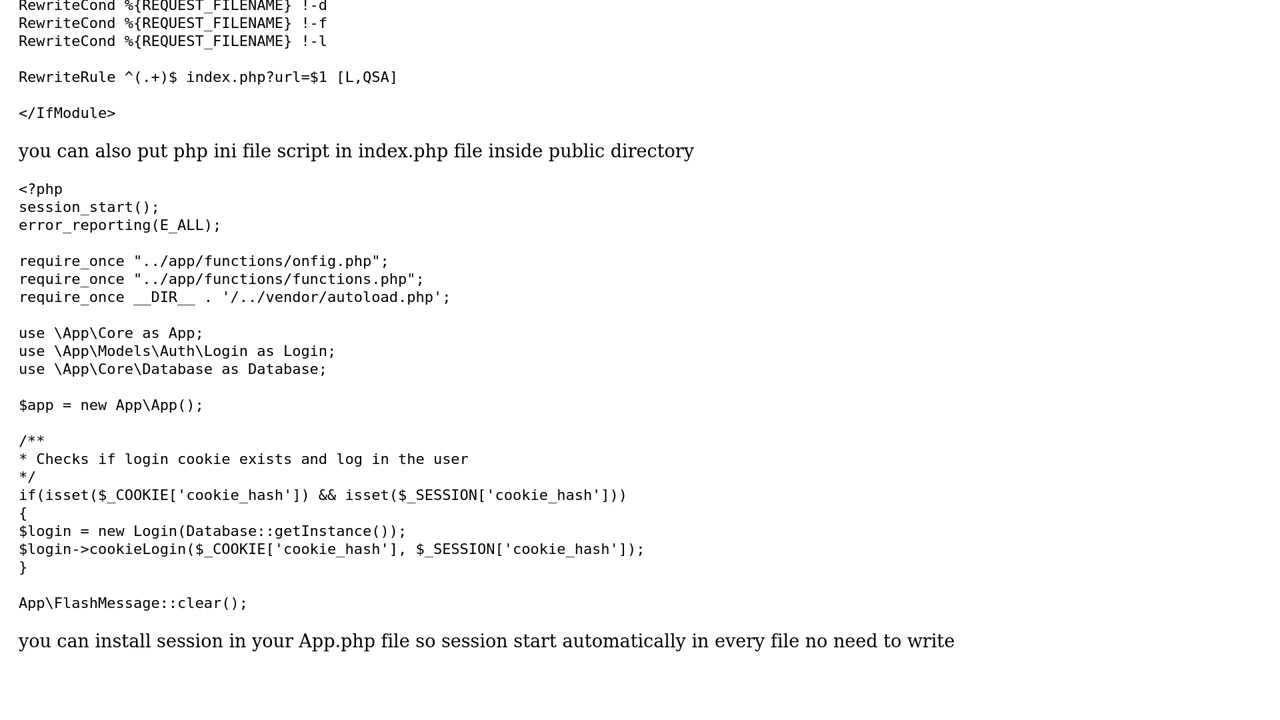 RewriteCond %{REQUEST_FILENAME} !-d
RewriteCond %{REQUEST_FILENAME} !-f
RewriteCond %{REQUEST_FILENAME} !-l
RewriteRule ^(.+)$ index.php?url=$1 [L,QSA]
</IfModule>
you can also put php ini file script in index.php file inside public directory
<?php
session_start();
error_reporting(E_ALL);
require_once "../app/functions/onfig.php";
require_once "../app/functions/functions.php";
require_once __DIR__ . '/../vendor/autoload.php';
use \App\Core as App;
use \App\Models\Auth\Login as Login;
use \App\Core\Database as Database;
$app = new App\App();
/**
* Checks if login cookie exists and log in the user
*/
if(isset($_COOKIE['cookie_hash']) && isset($_SESSION['cookie_hash']))
{
$login = new Login(Database::getInstance());
$login->cookieLogin($_COOKIE['cookie_hash'], $_SESSION['cookie_hash']);
}
App\FlashMessage::clear();
you can install session in your App.php file so session start automatically in every file no need to write